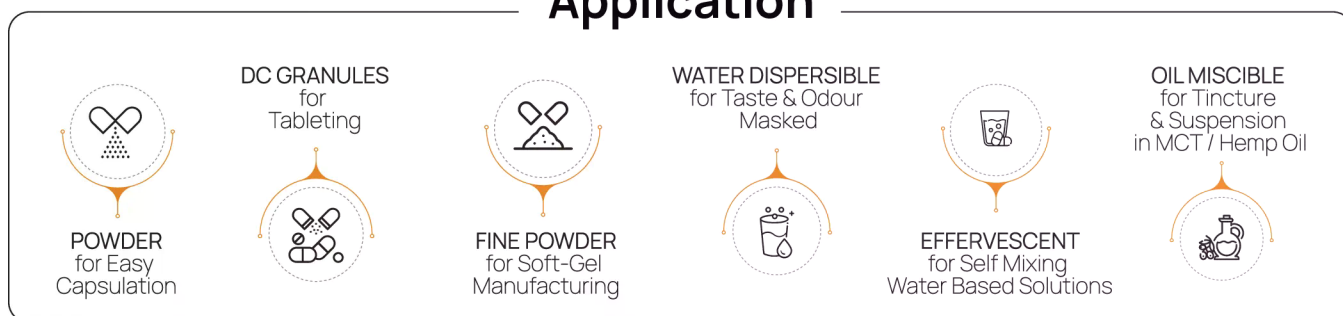 Application
POWDER
for Easy
Capsulation
DC GRANULES
for
Tableting
FINE POWDER
for Soft-Gel
Manufacturing
WATER DISPERSIBLE
for Taste & Odour
Masked
EFFERVESCENT
for Self Mixing
Water Based Solutions
OIL MISCIBLE
for Tincture
& Suspension
in MCT / Hemp Oil